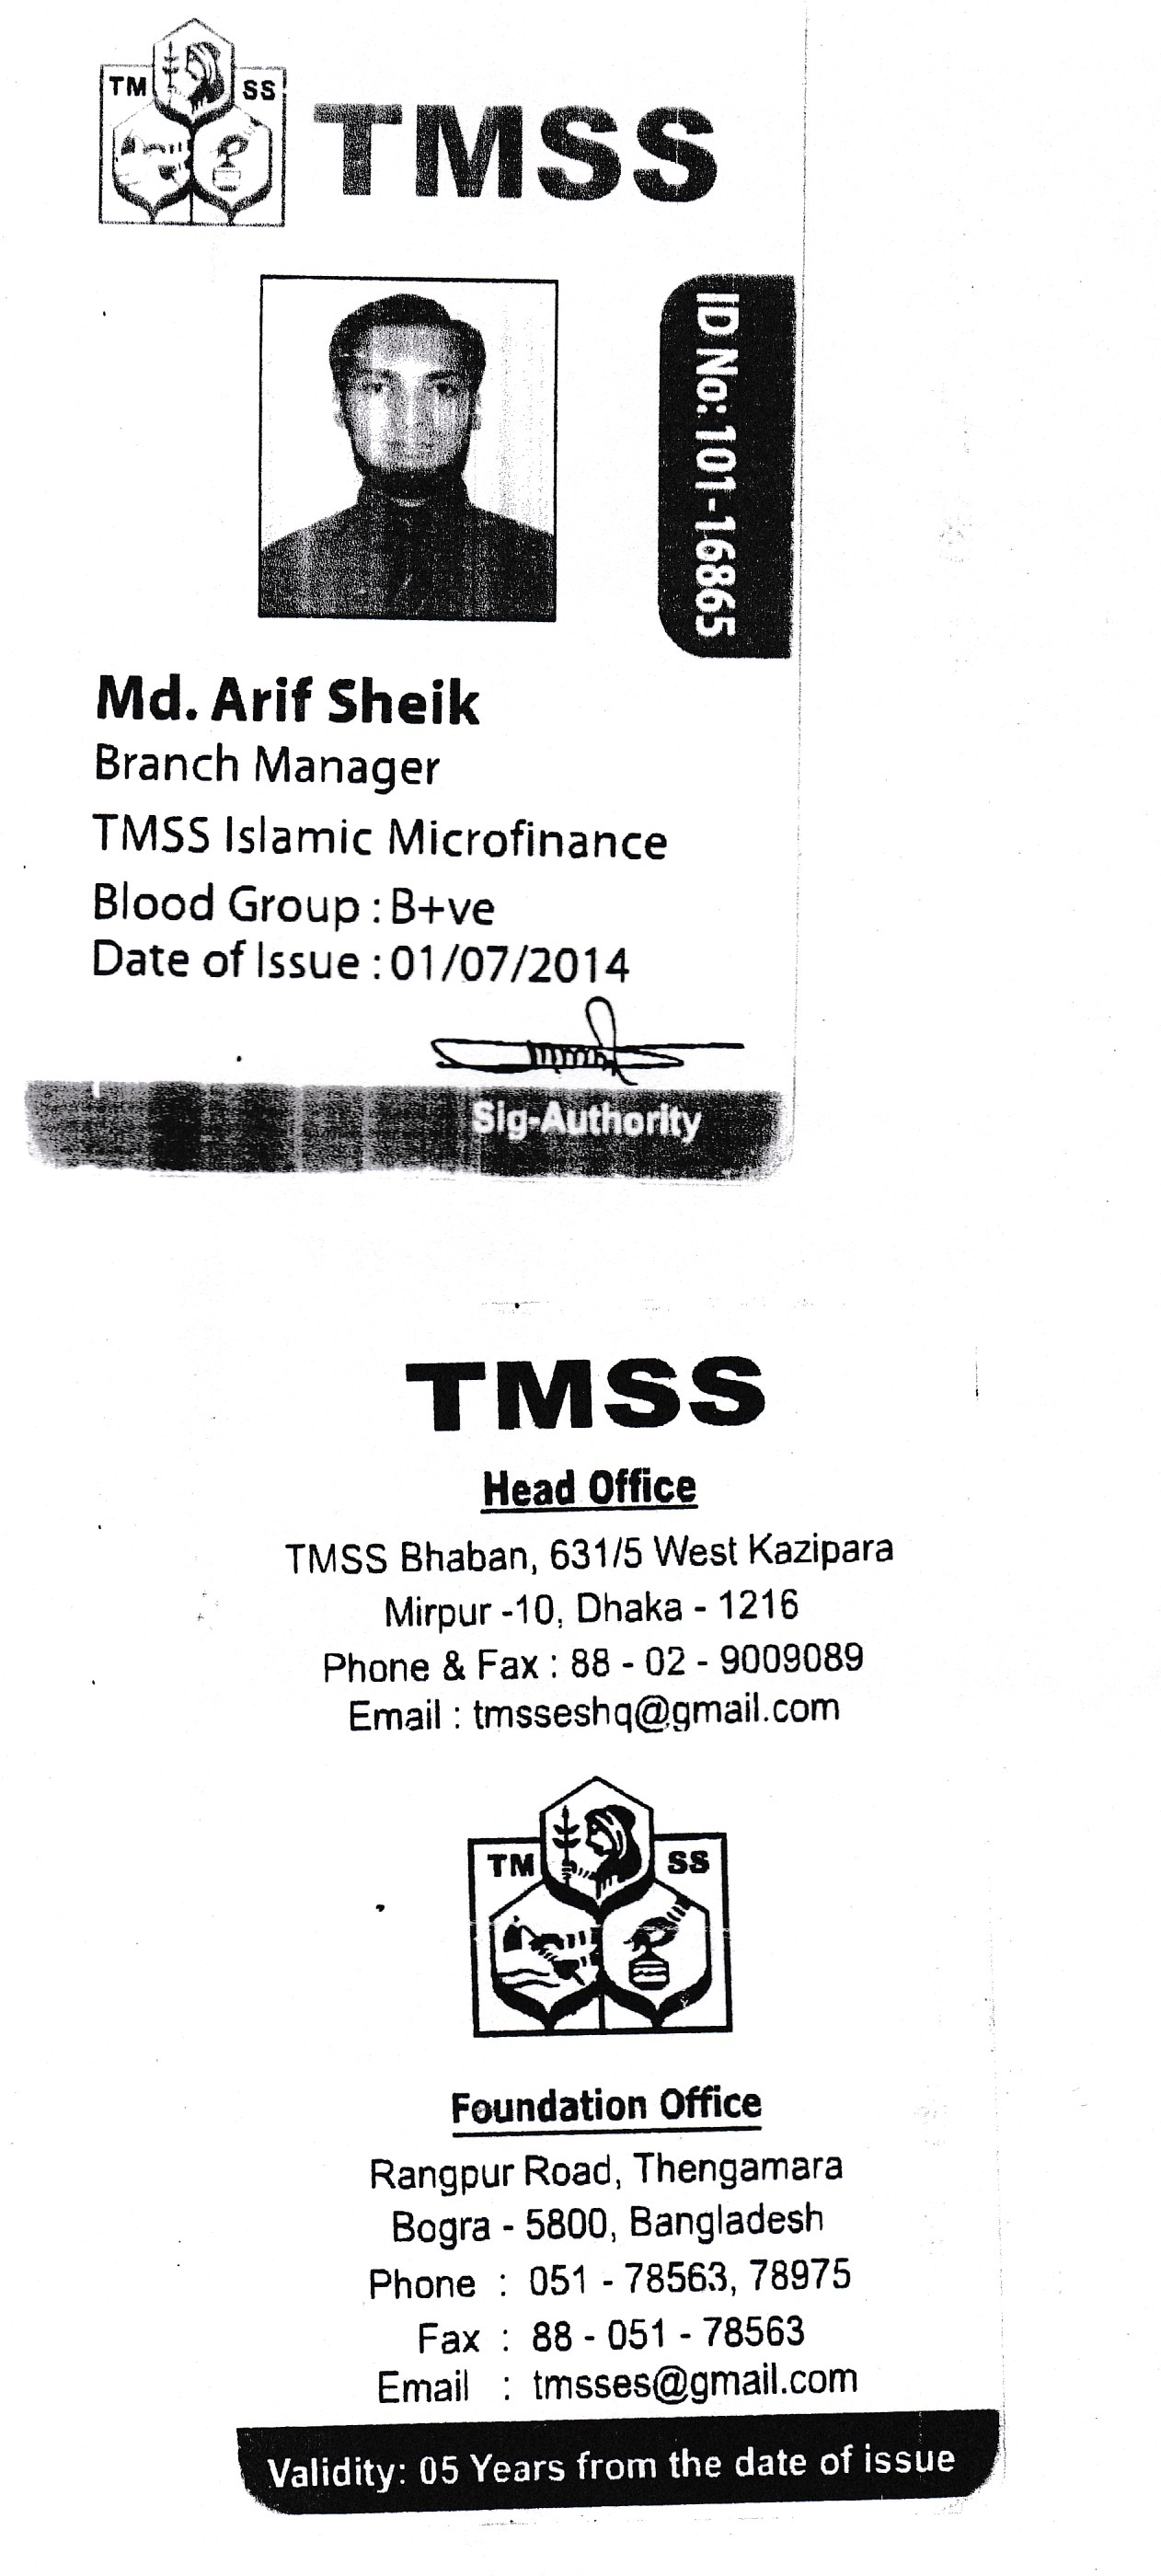 TM SS
TMSS
ID No: 101-16865
Md. Arif Sheik
Branch Manager
TMSS Islamic Microfinance
Blood Group : B+ve
Date of Issue : 01/07/2014
Sig-Authority
TMSS
Head Office
TMSS Bhaban, 631/5 West Kazipara
Mirpur -10, Dhaka - 1216
Phone & Fax : 88 - 02 - 9009089
Email : tmsseshq@gmail.com
TM SS
Foundation Office
Rangpur Road, Thengamara
Bogra - 5800, Bangladesh
Phone : 051 - 78563, 78975
Fax : 88 - 051 - 78563
Email : tmsses@gmail.com
Validity: 05 Years from the date of issue